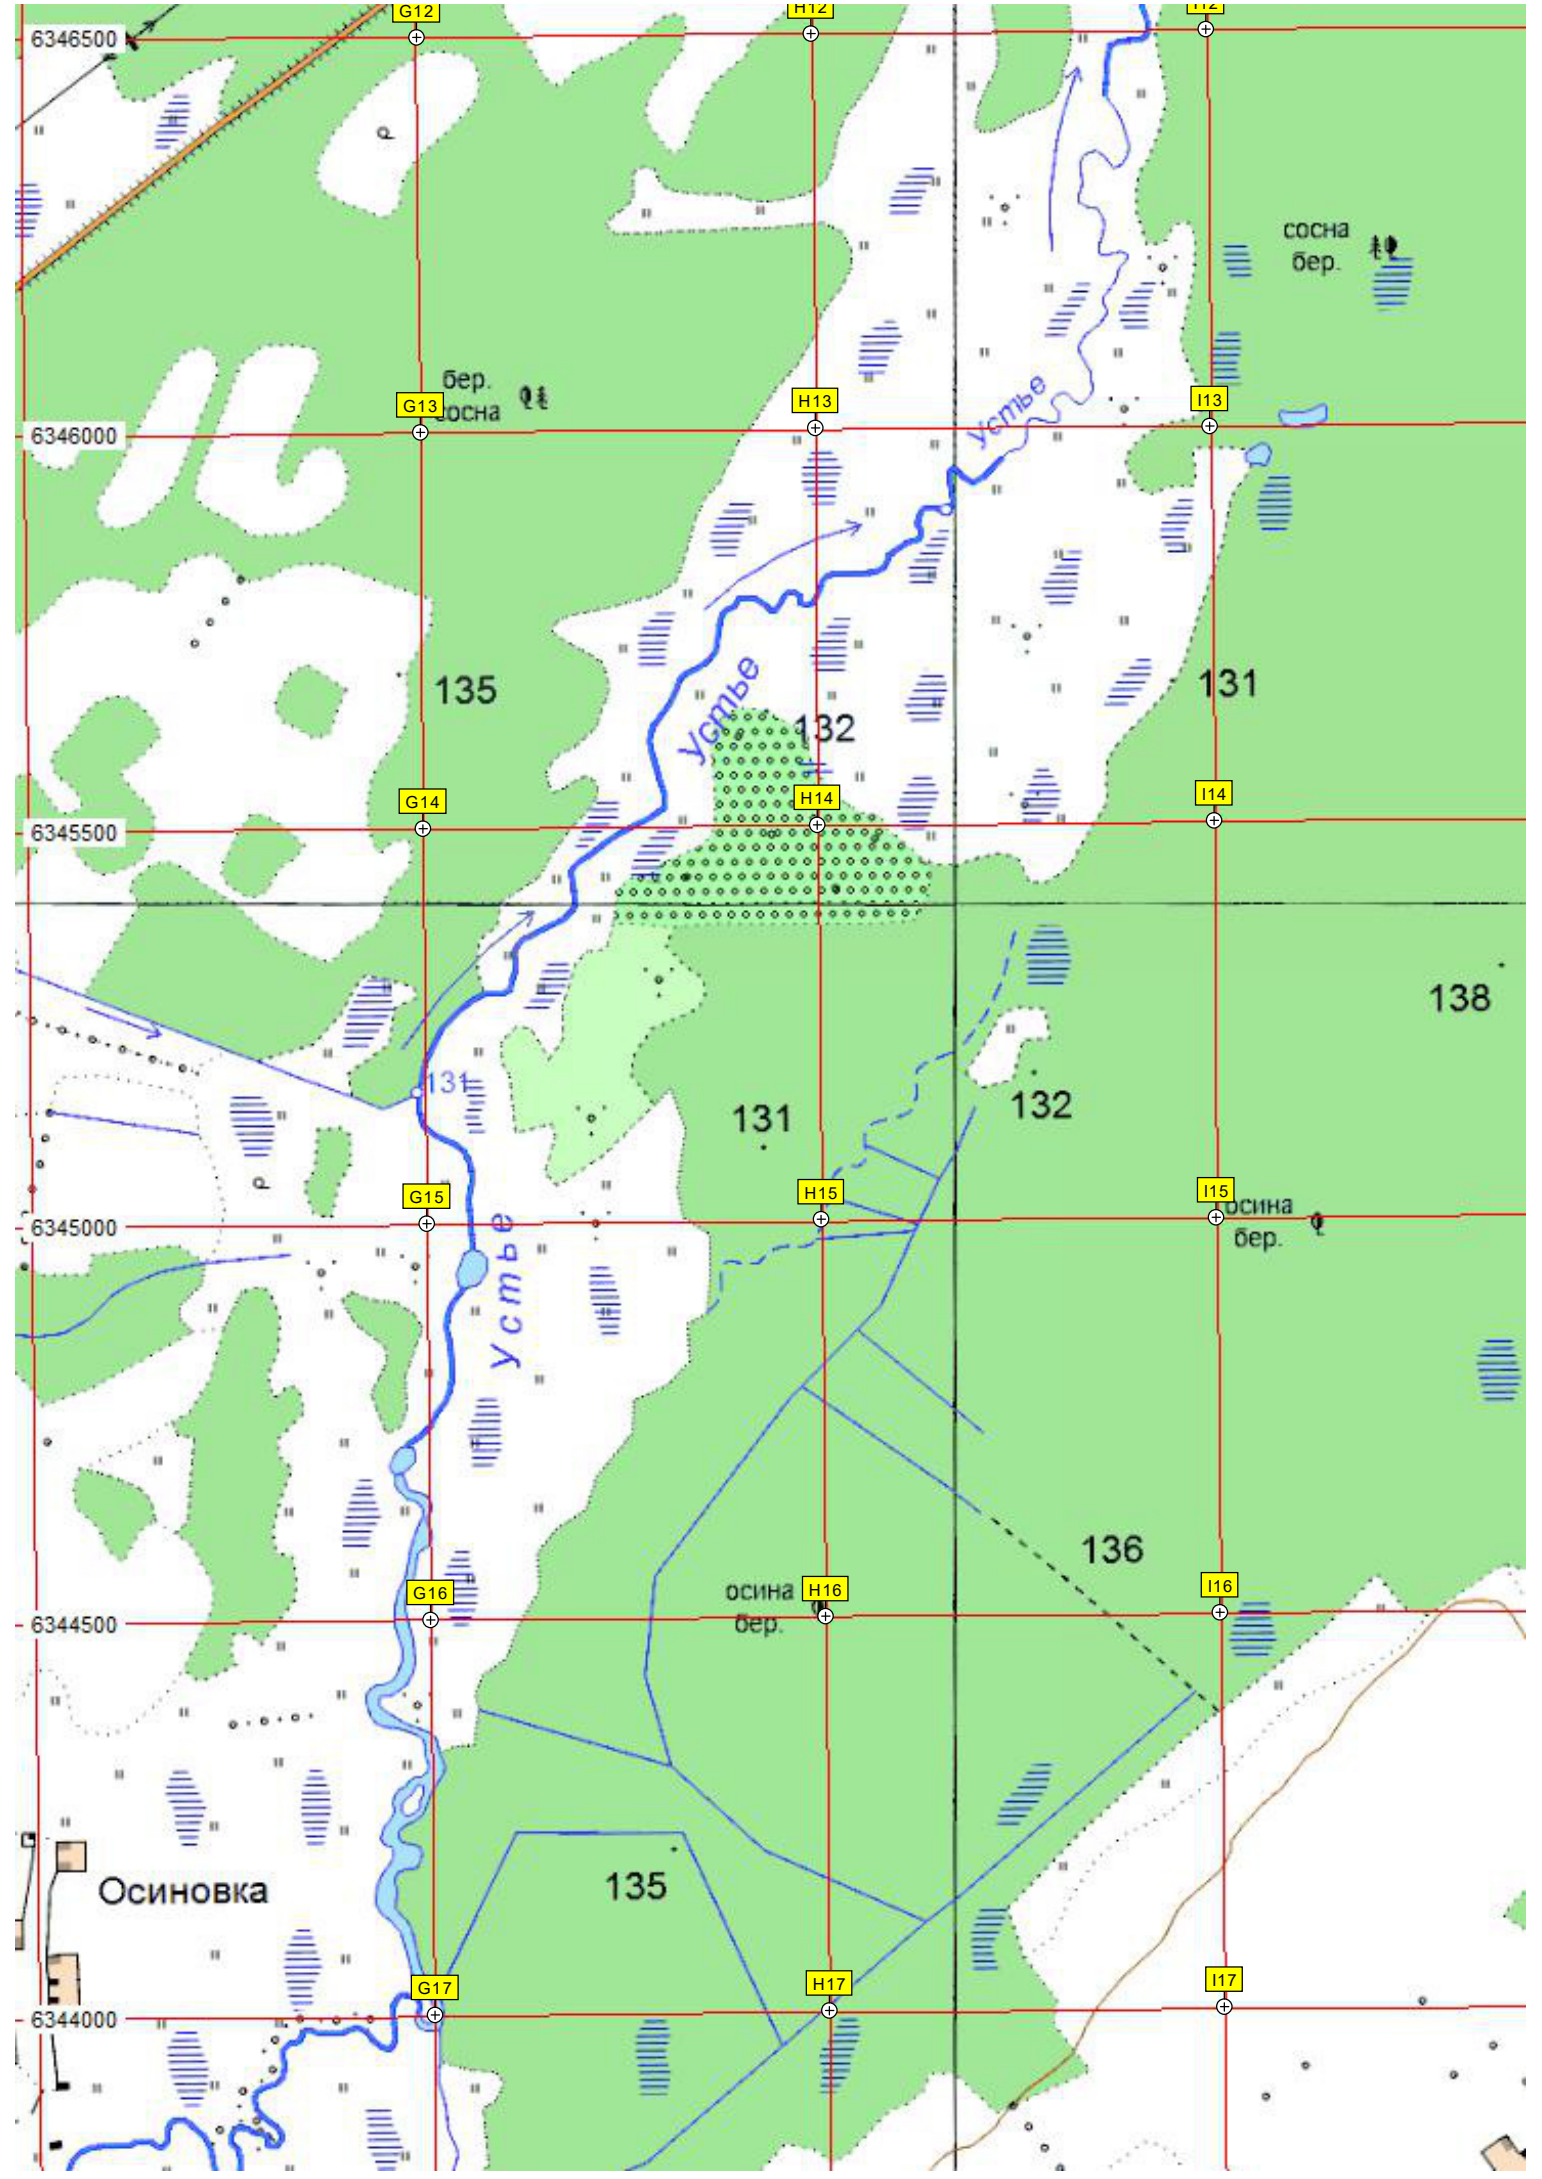 G12
H12
I12
6346500
сосна
бер.
бер.
сосна
G13
H13
I13
Устье
6346000
135
131
Устье
132
G14
H14
I14
6345500
138
131
131
132
G15
H15
I15
осина
бер.
6345000
Устье
136
осина
бер.
G16
H16
I16
6344500
135
Осиновка
G17
H17
I17
6344000